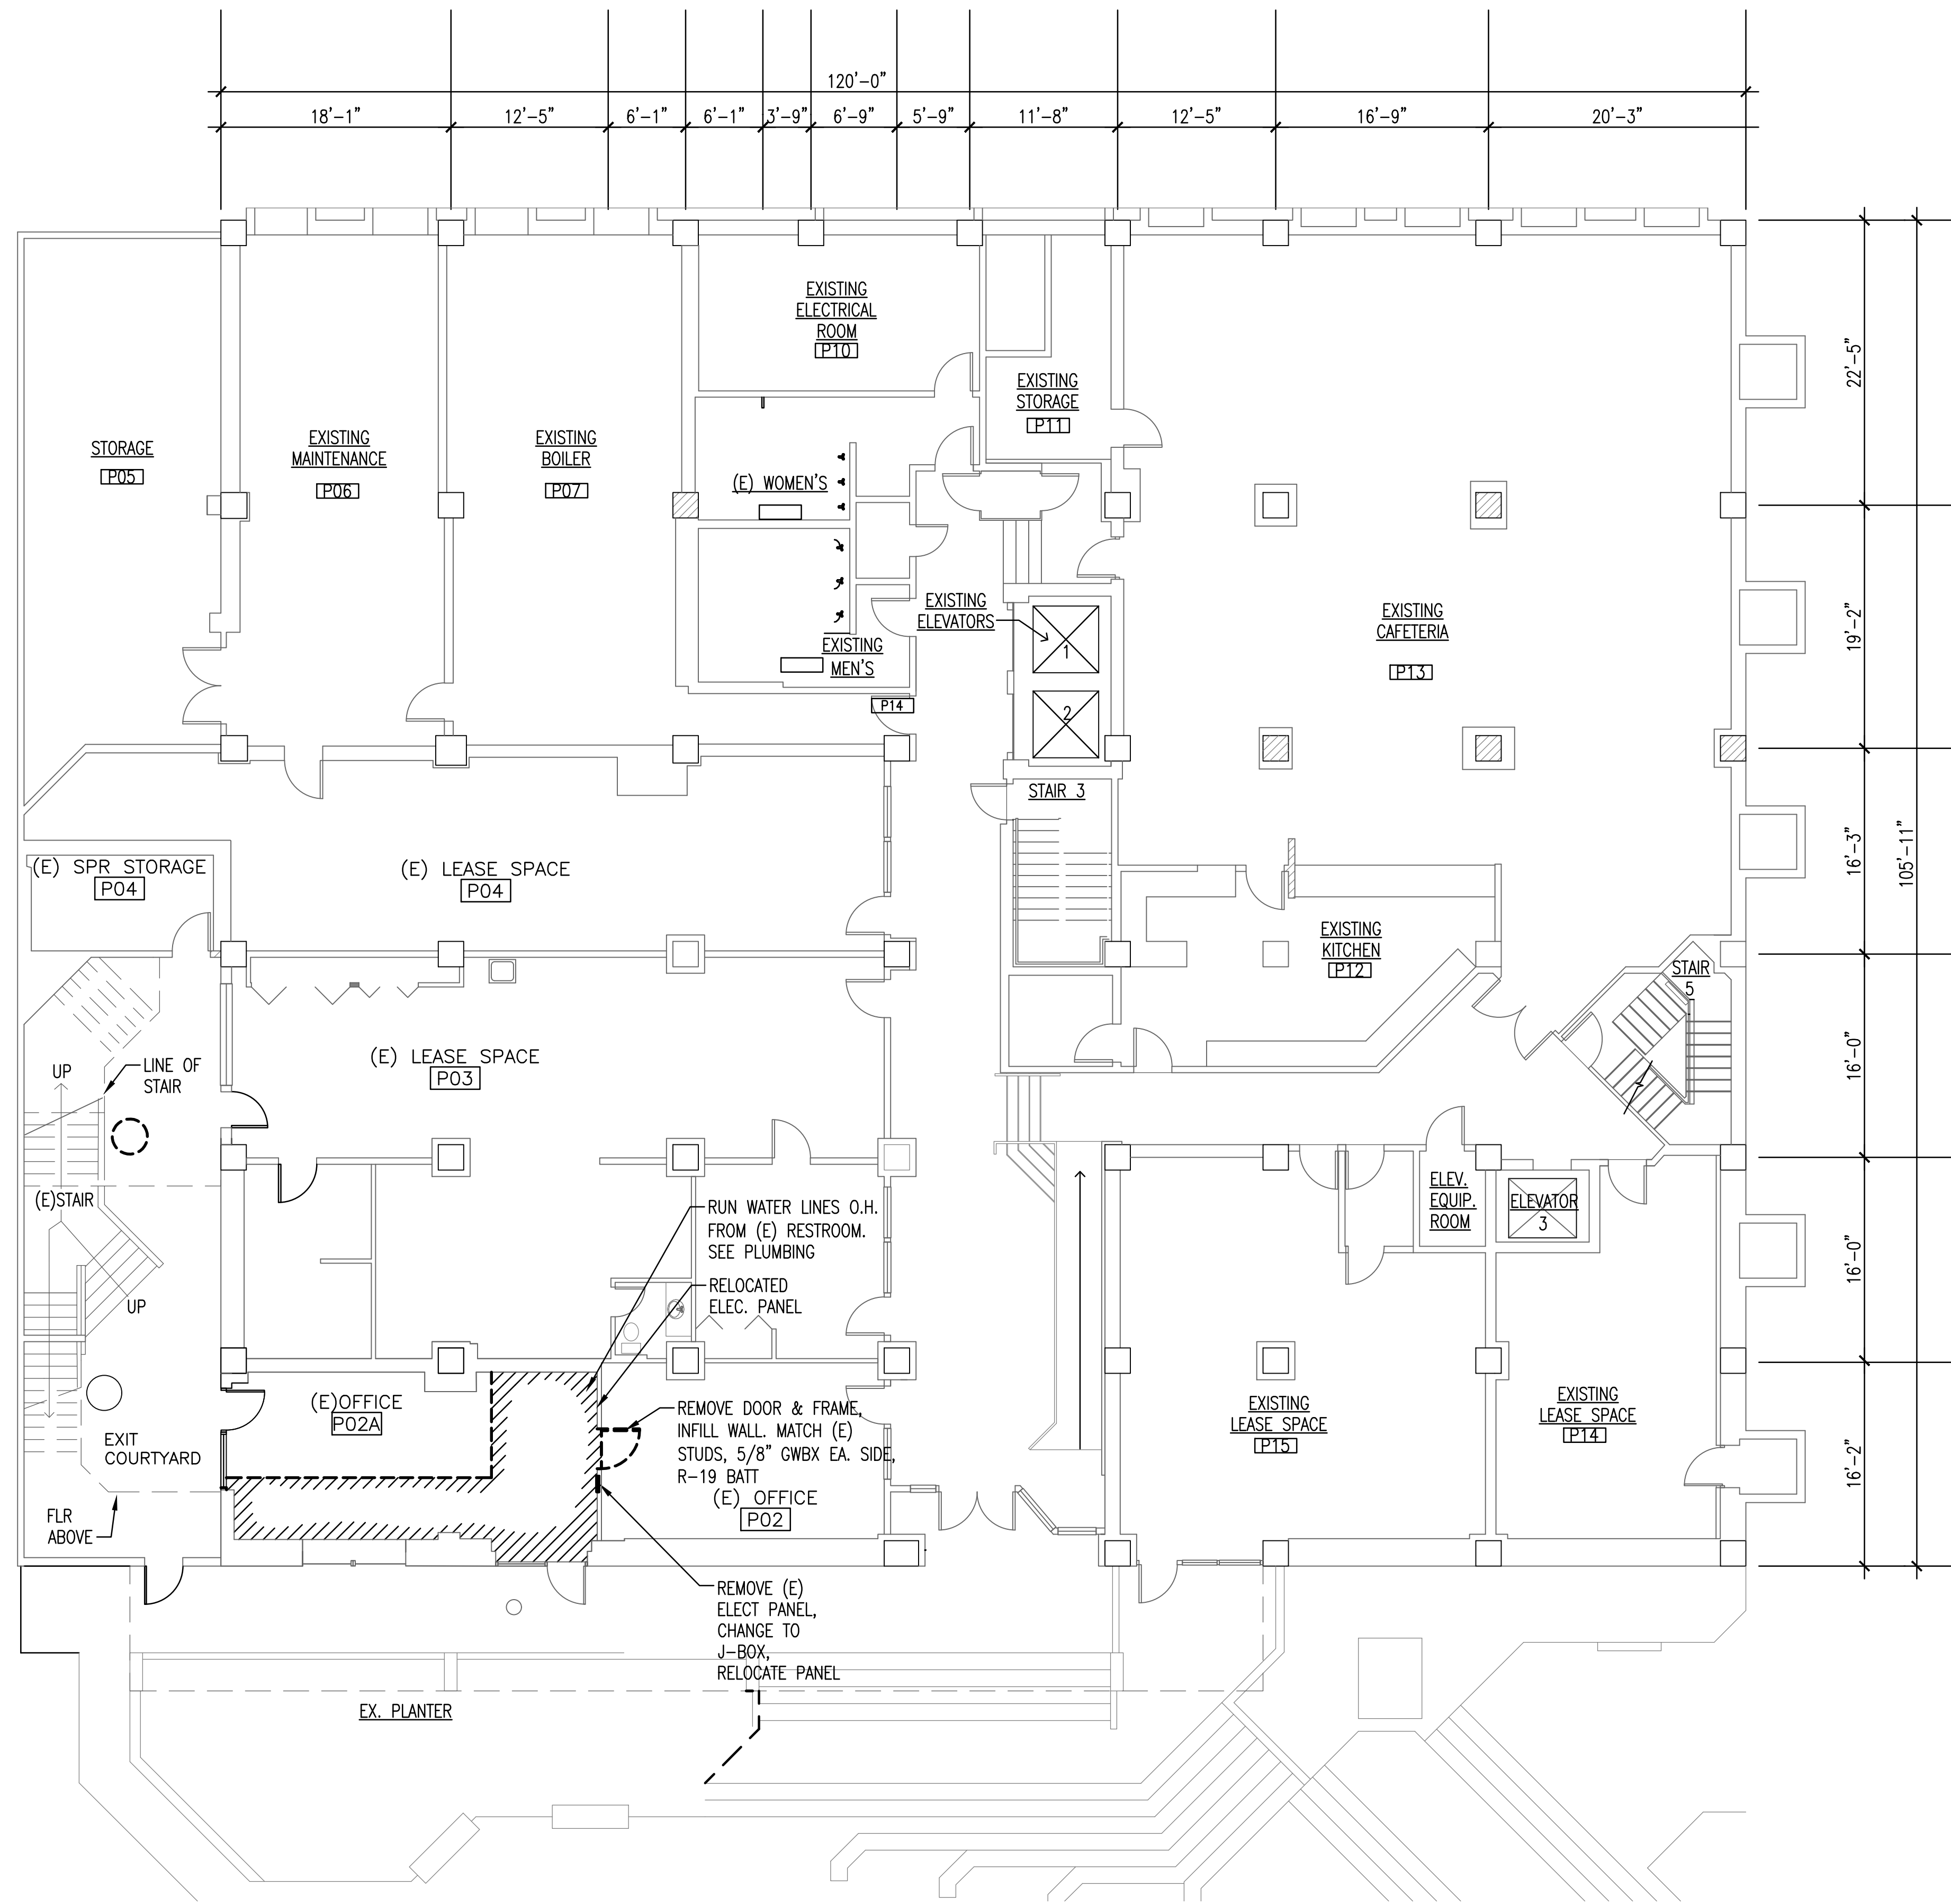 120'-0"
18'-1"
12'-5"
6'-1"
6'-1"
3'-9"
6'-9"
5'-9"
11'-8"
12'-5"
16'-9"
20'-3"
EXISTING
ELECTRICAL
ROOM
P10
EXISTING
STORAGE
P11
22'-5"
STORAGE
P05
EXISTING
MAINTENANCE
P06
EXISTING
BOILER
P07
(E) WOMEN'S
EXISTING
MEN'S
EXISTING
ELEVATORS
1
2
P14
EXISTING
CAFETERIA
P13
19'-2"
STAIR 3
(E) SPR STORAGE
P04
(E) LEASE SPACE
P04
16'-3"
105'-11"
EXISTING
KITCHEN
P12
STAIR
5
(E) LEASE SPACE
P03
UP
LINE OF
STAIR
16'-0"
(E)STAIR
UP
RUN WATER LINES O.H.
FROM (E) RESTROOM.
SEE PLUMBING
RELOCATED
ELEC. PANEL
ELEV.
EQUIP.
ROOM
ELEVATOR
3
16'-0"
(E)OFFICE
P02A
REMOVE DOOR & FRAME,
INFILL WALL. MATCH (E)
STUDS, 5/8" GWBX EA. SIDE,
R-19 BATT
(E) OFFICE
P02
EXISTING
LEASE SPACE
P15
EXISTING
LEASE SPACE
P14
16'-2"
EXIT
COURTYARD
FLR
ABOVE
REMOVE (E)
ELECT PANEL,
CHANGE TO
J-BOX,
RELOCATE PANEL
EX. PLANTER